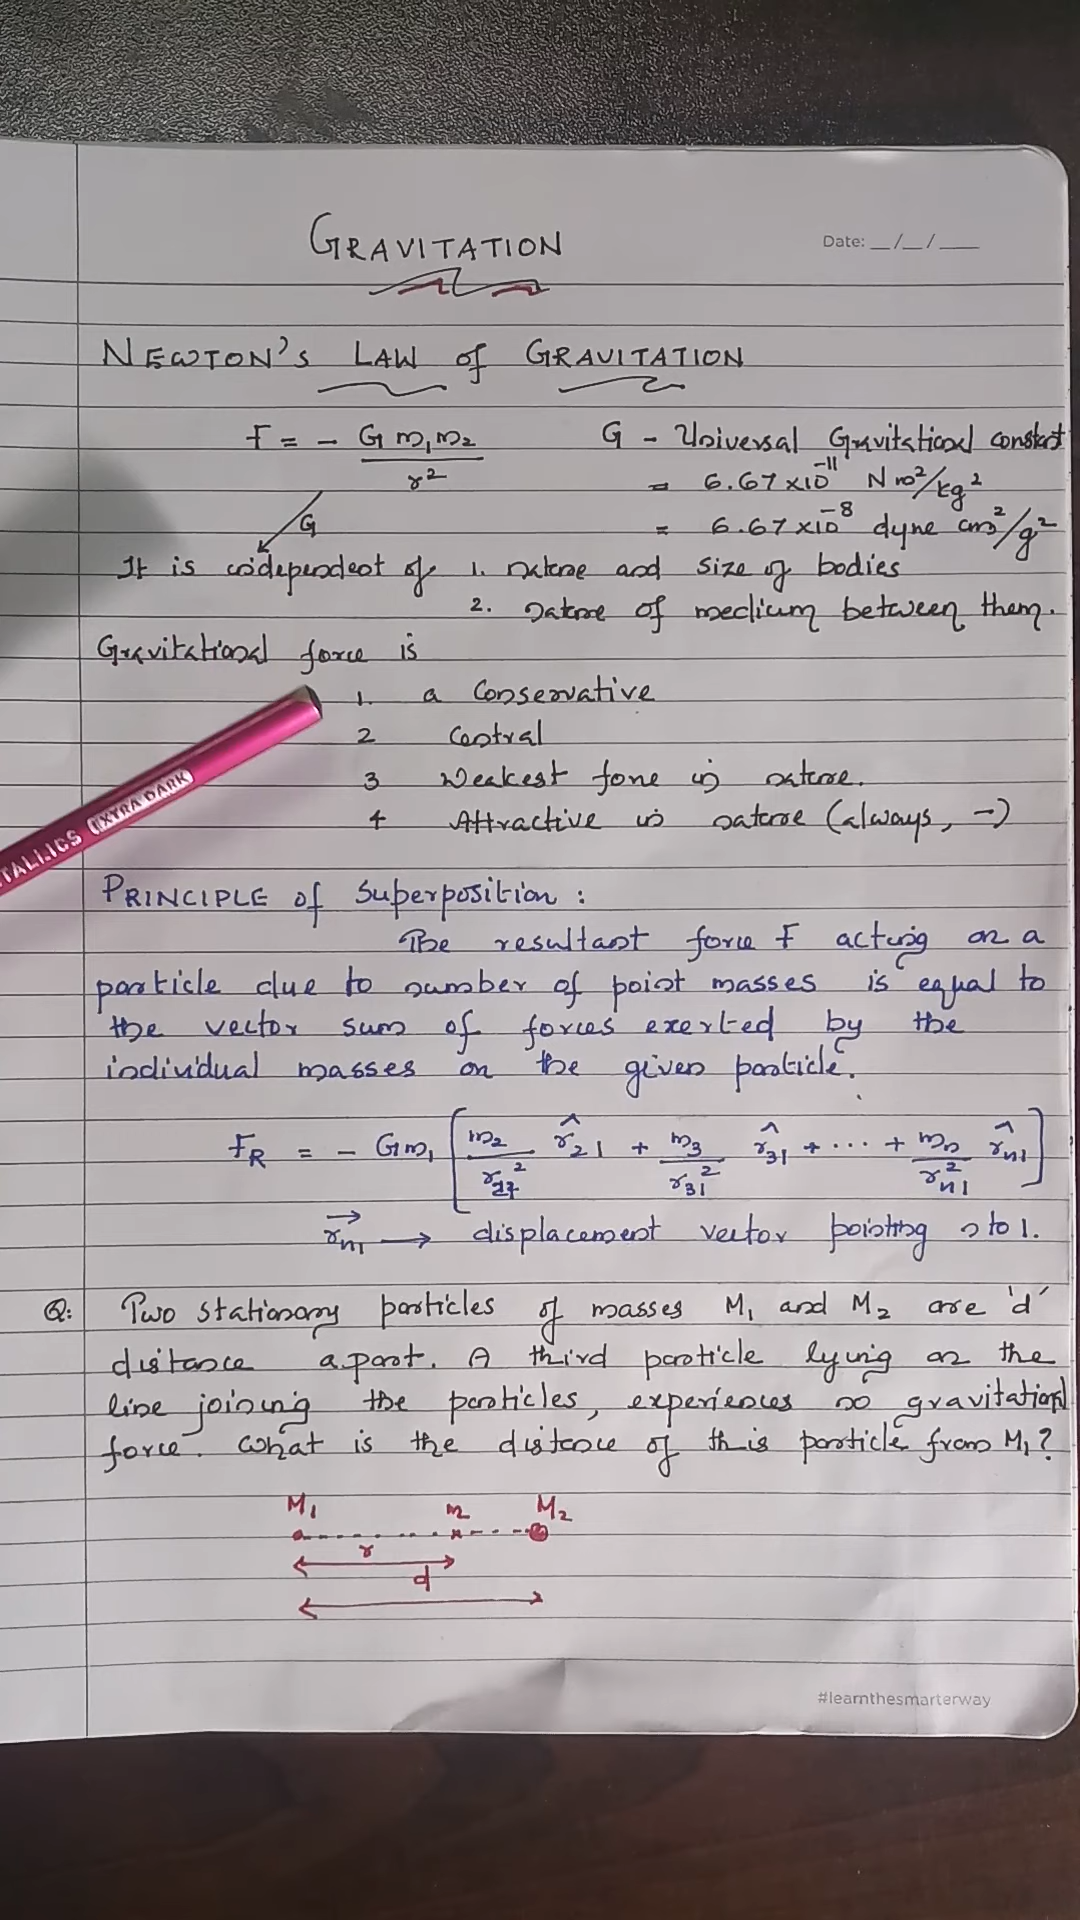 GRAVITATION
Date: __/__/___
NEWTON'S LAW of GRAVITATION
F = - G m₁m₂ / r²
G - Universal Gravitational constant
= 6.67 x10⁻¹¹ N m²/kg²
= 6.67 x10⁻⁸ dyne cm²/g²
G
It is independent of 1. nature and size of bodies
2. nature of medium between them.
Gravitational force is
1. a Conservative
2 Central
3 Weakest force in nature.
4 Attractive in nature (always, -)
TALLICS EXTRA DARK
PRINCIPLE of Superposition :
The resultant force F acting on a
particle due to number of point masses is equal to
the vector sum of forces exerted by the
individual masses on the given particle.
F_R = - Gm₁ [ m₂/r₂₁² r̂₂₁ + m₃/r₃₁² r̂₃₁ + ... + mₙ/rₙ₁² r̂ₙ₁ ]
r⃗ₙ₁ → displacement vector pointing n to 1.
Q: Two stationary particles of masses M₁ and M₂ are 'd'
distance apart. A third particle lying on the
line joining the particles, experiences no gravitational
force. What is the distance of this particle from M₁?
M₁ m M₂
r
d
#learnthesmarterway